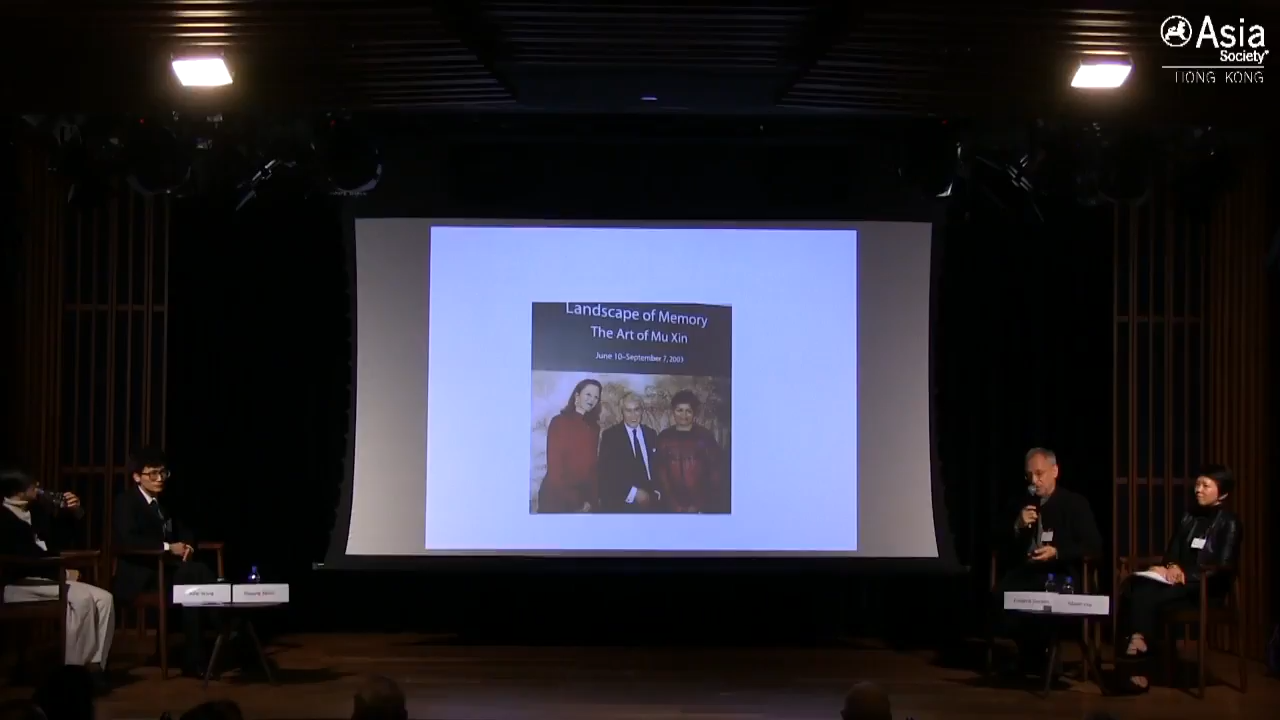 Asia
Society
HONG KONG
Landscape of Memory
The Art of Mu Xin
June 10–September 7, 2003